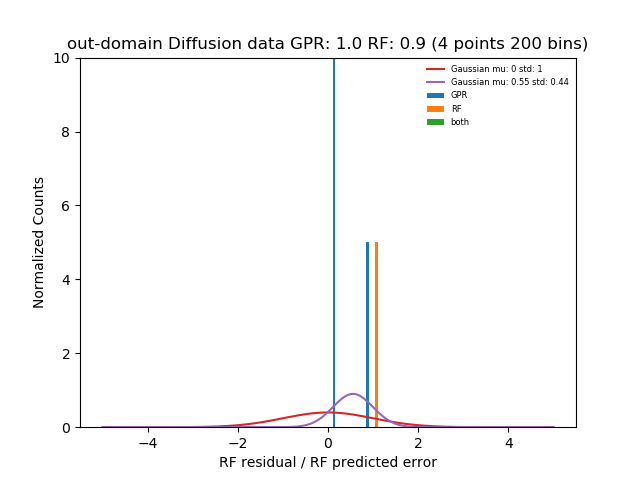 out-domain Diffusion data GPR: 1.0 RF: 0.9 (4 points 200 bins)
Gaussian mu: 0 std: 1
Gaussian mu: 0.55 std: 0.44
GPR
RF
both
10
8
6
4
2
0
Normalized Counts
−4
−2
0
2
4
RF residual / RF predicted error